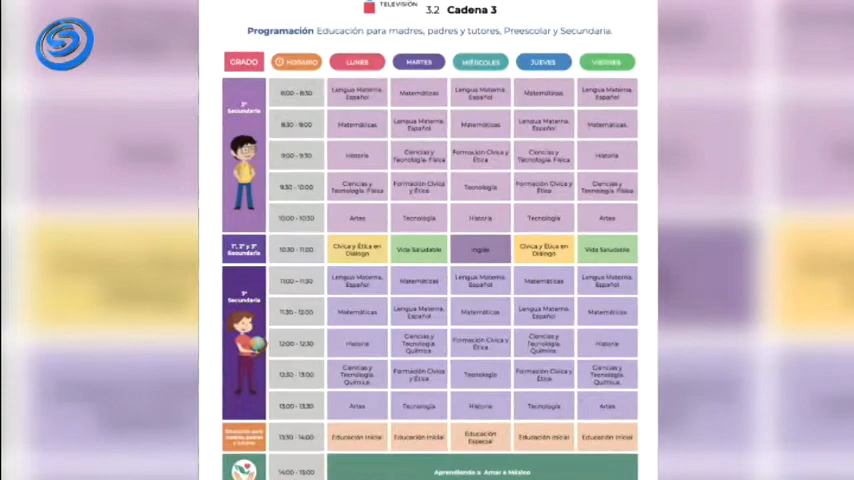 TELEVISIÓN
3.2 Cadena 3
Programación Educación para madres, padres y tutores, Preescolar y Secundaria.
GRADO HORARIO LUNES MARTES MIÉRCOLES JUEVES VIERNES
8:00 - 8:30 Lengua Materna. Español Matemáticas Lengua Materna. Español Matemáticas Lengua Materna. Español
Secundaria
8:30 - 9:00 Matemáticas Lengua Materna. Español Matemáticas Lengua Materna. Español Matemáticas
9:00 - 9:30 Historia Ciencias y Tecnología. Física Formación Cívica y Ética Ciencias y Tecnología. Física Historia
9:30 - 10:00 Ciencias y Tecnología. Física Formación Cívica y Ética Tecnología Formación Cívica y Ética Ciencias y Tecnología. Física
10:00 - 10:30 Artes Tecnología Historia Tecnología Artes
1°, 2° y 3° Secundaria 10:30 - 11:00 Cívica y Ética en Diálogo Vida Saludable Inglés Cívica y Ética en Diálogo Vida Saludable
11:00 - 11:30 Lengua Materna. Español Matemáticas Lengua Materna. Español Matemáticas Lengua Materna. Español
3° Secundaria
11:30 - 12:00 Matemáticas Lengua Materna. Español Matemáticas Lengua Materna. Español Matemáticas
12:00 - 12:30 Historia Ciencias y Tecnología. Química Formación Cívica y Ética Ciencias y Tecnología. Química Historia
12:30 - 13:00 Ciencias y Tecnología. Química Formación Cívica y Ética Tecnología Formación Cívica y Ética Ciencias y Tecnología. Química
13:00 - 13:30 Artes Tecnología Historia Tecnología Artes
Educación para madres, padres y tutores 13:30 - 14:00 Educación Inicial Educación Inicial Educación Especial Educación Inicial Educación Inicial
14:00 - 15:00 Aprendiendo a Amar a México